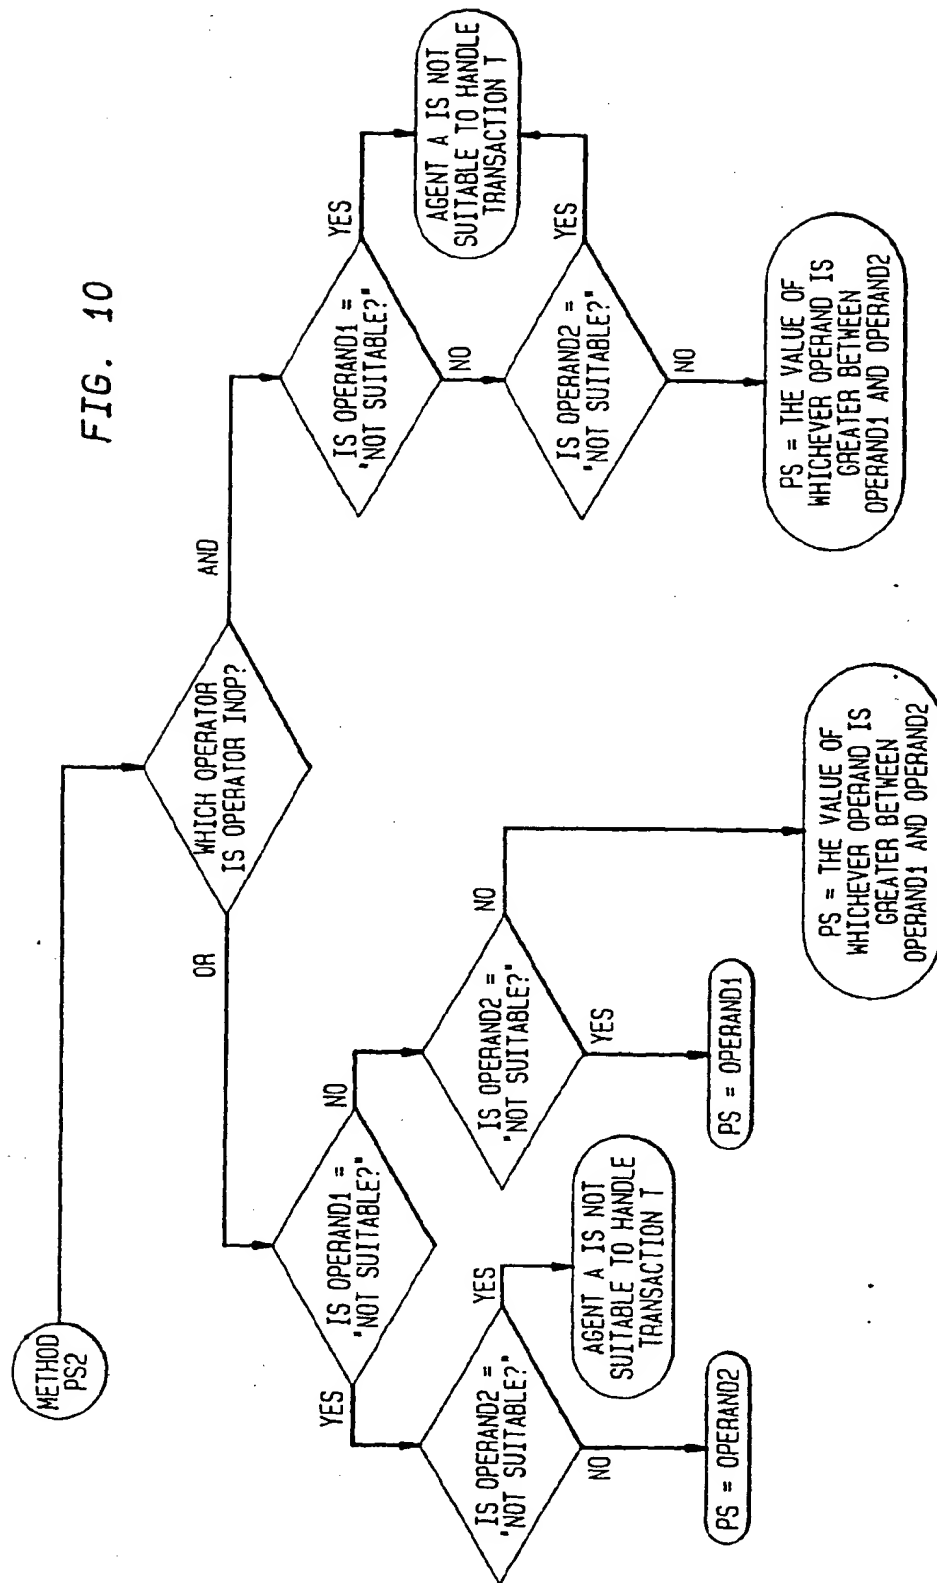 FIG. 10
METHOD
PS2
WHICH OPERATOR
IS OPERATOR INOP?
OR
AND
IS OPERAND1 =
"NOT SUITABLE?"
YES
NO
IS OPERAND2 =
"NOT SUITABLE?"
YES
NO
AGENT A IS NOT
SUITABLE TO HANDLE
TRANSACTION T
PS = OPERAND2
IS OPERAND2 =
"NOT SUITABLE?"
NO
YES
PS = OPERAND1
PS = THE VALUE OF
WHICHEVER OPERAND IS
GREATER BETWEEN
OPERAND1 AND OPERAND2
IS OPERAND1 =
"NOT SUITABLE?"
YES
NO
AGENT A IS NOT
SUITABLE TO HANDLE
TRANSACTION T
IS OPERAND2 =
"NOT SUITABLE?"
YES
NO
PS = THE VALUE OF
WHICHEVER OPERAND IS
GREATER BETWEEN
OPERAND1 AND OPERAND2